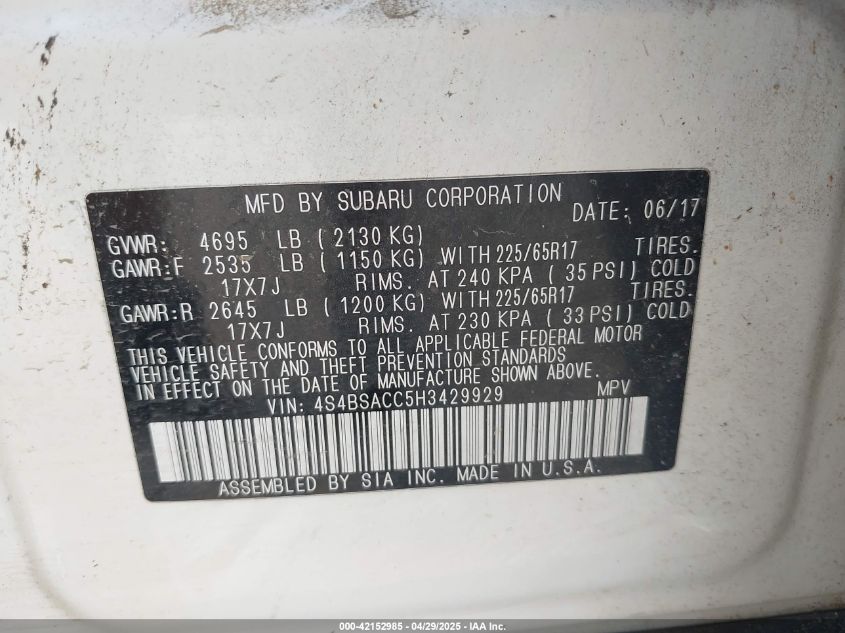 MFD BY SUBARU CORPORATION DATE: 06/17
GVWR: 4695 LB ( 2130 KG)
GAWR:F 2535 LB ( 1150 KG) WITH 225/65R17 TIRES.
17X7J RIMS. AT 240 KPA ( 35 PSI) COLD
GAWR:R 2645 LB ( 1200 KG) WITH 225/65R17 TIRES.
17X7J RIMS. AT 230 KPA ( 33 PSI) COLD
THIS VEHICLE CONFORMS TO ALL APPLICABLE FEDERAL MOTOR
VEHICLE SAFETY AND THEFT PREVENTION STANDARDS
IN EFFECT ON THE DATE OF MANUFACTURE SHOWN ABOVE.
VIN: 4S4BSACC5H3429929 MPV
ASSEMBLED BY SIA INC. MADE IN U.S.A.
000-42152985 - 04/29/2025 - IAA Inc.